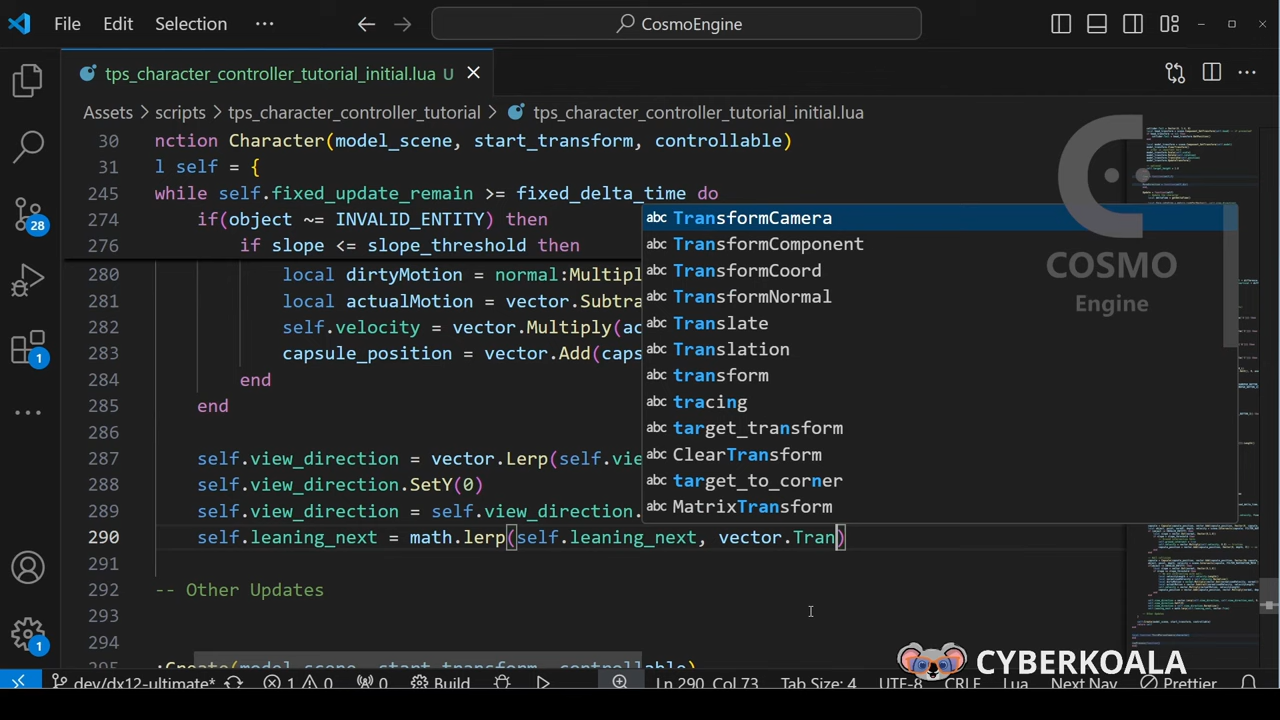 File Edit Selection ··· CosmoEngine
tps_character_controller_tutorial_initial.lua U
Assets > scripts > tps_character_controller_tutorial > tps_character_controller_tutorial_initial.lua
30 nction Character(model_scene, start_transform, controllable)
31 l self = {
245 while self.fixed_update_remain >= fixed_delta_time do
274 if(object ~= INVALID_ENTITY) then
276 if slope <= slope_threshold then
280 local dirtyMotion = normal:Multipl
281 local actualMotion = vector.Subtra
282 self.velocity = vector.Multiply(ac
283 capsule_position = vector.Add(caps
284 end
285 end
286
287 self.view_direction = vector.Lerp(self.vie
288 self.view_direction.SetY(0)
289 self.view_direction = self.view_direction.
290 self.leaning_next = math.lerp(self.leaning_next, vector.Tran)
291
292 -- Other Updates
293
294
295 :Create(model_scene, start_transform, controllable)
abc TransformCamera
abc TransformComponent
abc TransformCoord
abc TransformNormal
abc Translate
abc Translation
abc transform
abc tracing
abc target_transform
abc ClearTransform
abc target_to_corner
abc MatrixTransform
COSMO
Engine
28
1
1
CYBERKOALA
dev/dx12-ultimate* 1 0 0 Build Ln 290, Col 73 Tab Size: 4 UTF-8 CRLF Lua Next Nav Prettier